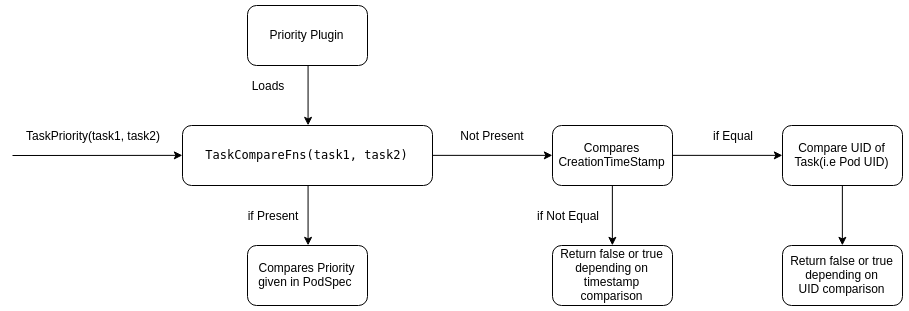 Priority Plugin
Loads
TaskPriority(task1, task2)
TaskCompareFns(task1, task2)
Not Present
Compares
CreationTimeStamp
if Equal
Compare UID of
Task(i.e Pod UID)
if Present
if Not Equal
Compares Priority
given in PodSpec
Return false or true
depending on
timestamp
comparison
Return false or true
depending on
UID comparison